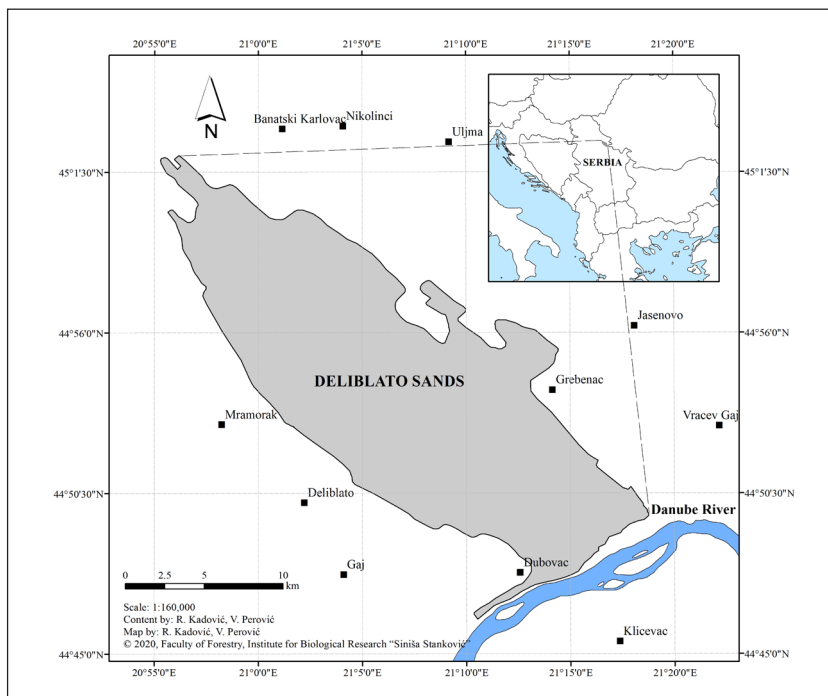 20°55'0"E 21°0'0"E 21°5'0"E 21°10'0"E 21°15'0"E 21°20'0"E
N
Banatski Karlovac
Nikolinci
Uljma
SERBIA
45°1'30"N
45°1'30"N
Jasenovo
44°56'0"N
44°56'0"N
DELIBLATO SANDS
Grebenac
Mramorak
Vracev Gaj
44°50'30"N
44°50'30"N
Deliblato
Danube River
Dubovac
Gaj
0 2.5 5 10
km
Scale: 1:160,000
Content by: R. Kadović, V. Perović
Map by: R. Kadović, V. Perović
© 2020, Faculty of Forestry, Institute for Biological Research "Siniša Stanković"
Klicevac
44°45'0"N
44°45'0"N
20°55'0"E 21°0'0"E 21°5'0"E 21°10'0"E 21°15'0"E 21°20'0"E